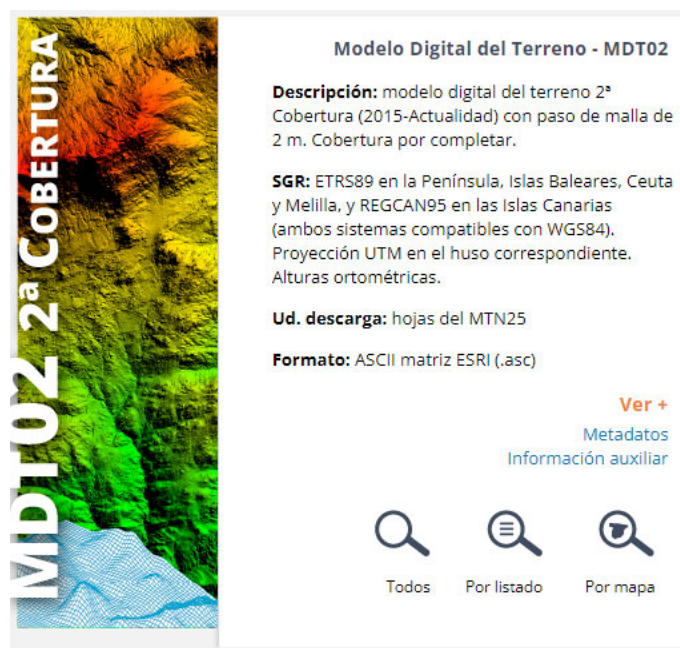 MDT02 2ª COBERTURA
Modelo Digital del Terreno - MDT02
Descripción: modelo digital del terreno 2ª
Cobertura (2015-Actualidad) con paso de malla de
2 m. Cobertura por completar.
SGR: ETRS89 en la Península, Islas Baleares, Ceuta
y Melilla, y REGCAN95 en las Islas Canarias
(ambos sistemas compatibles con WGS84).
Proyección UTM en el huso correspondiente.
Alturas ortométricas.
Ud. descarga: hojas del MTN25
Formato: ASCII matriz ESRI (.asc)
Ver +
Metadatos
Información auxiliar
Todos Por listado Por mapa